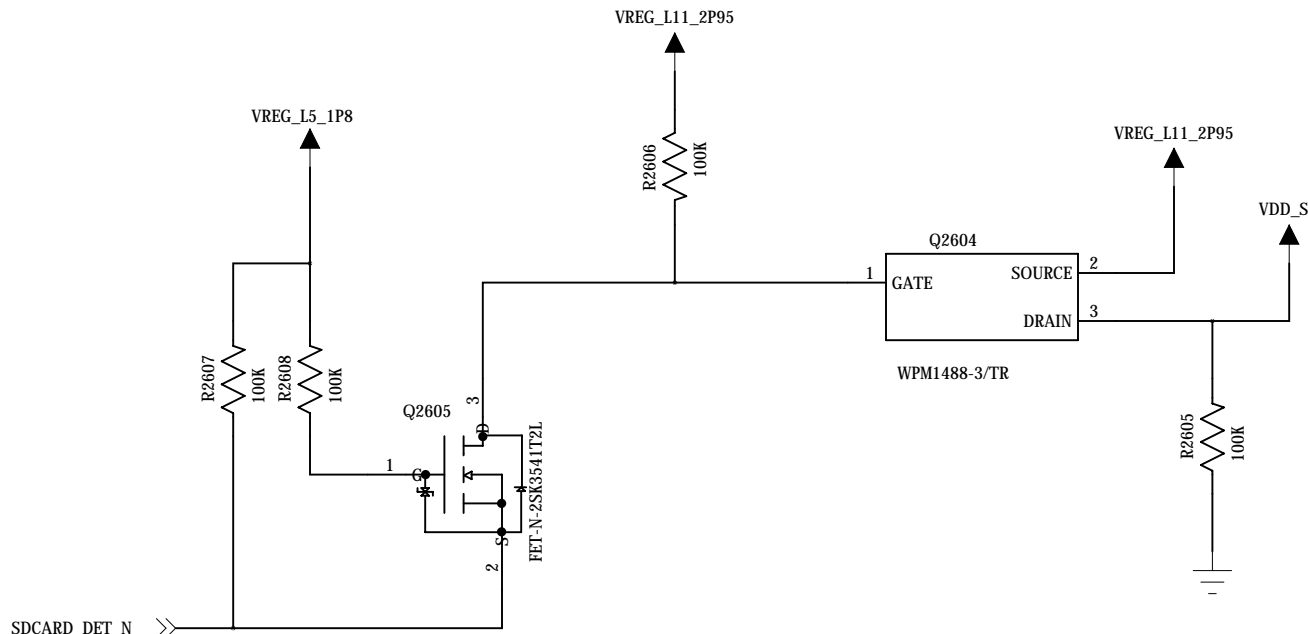 VREG_L11_2P95
VREG_L5_1P8
R2606
100K
VREG_L11_2P95
VDD_S
Q2604
1
GATE
SOURCE
2
DRAIN
3
WPM1488-3/TR
R2607
100K
R2608
100K
Q2605
3
D
1
G
S
2
FET-N-2SK3541T2L
R2605
100K
SDCARD_DET_N